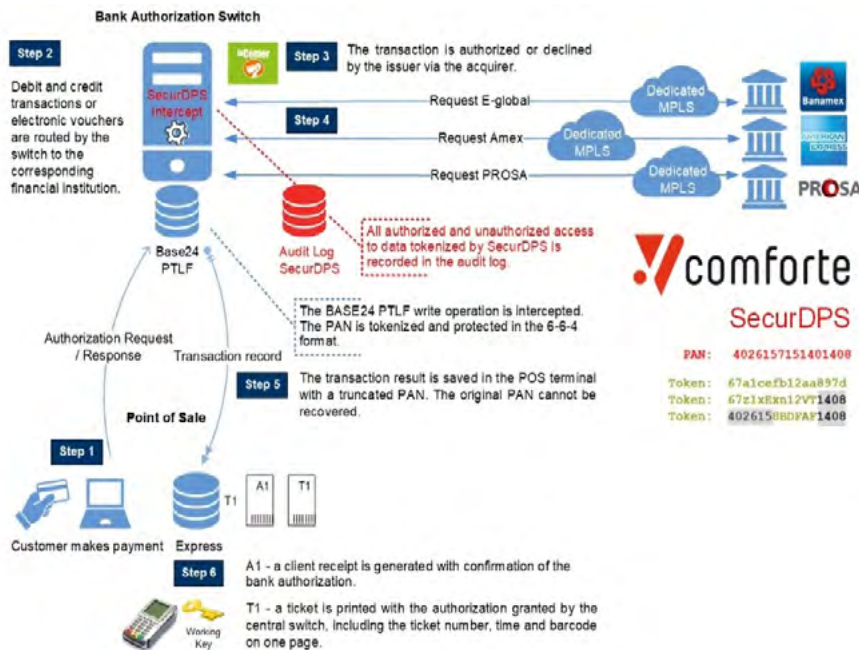 Bank Authorization Switch
Step 2
Debit and credit
transactions or
electronic vouchers
are routed by the
switch to the
corresponding
financial institution.
SecurDPS
Intercept
Step 3
The transaction is authorized or declined
by the issuer via the acquirer.
Request E-global
Dedicated
MPLS
Banamex
Step 4
Request Amex
Dedicated
MPLS
AMERICAN
EXPRESS
Request PROSA
Dedicated
MPLS
PROSA
Base24
PTLF
Audit Log
SecurDPS
All authorized and unauthorized access
to data tokenized by SecurDPS is
recorded in the audit log.
comforte
SecurDPS
PAN: 4026157151401408
Token: 67a1cefb12aa897d
Token: 67z1xExn12VT1408
Token: 4026158BDFAF1408
The BASE24 PTLF write operation is intercepted.
The PAN is tokenized and protected in the 6-6-4
format.
Authorization Request
/ Response
Transaction record
Step 5
The transaction result is saved in the POS terminal
with a truncated PAN. The original PAN cannot be
recovered.
Point of Sale
Step 1
Customer makes payment
Express
T1
A1
T1
Step 6
A1 - a client receipt is generated with confirmation of the
bank authorization.
Working
Key
T1 - a ticket is printed with the authorization granted by the
central switch, including the ticket number, time and barcode
on one page.